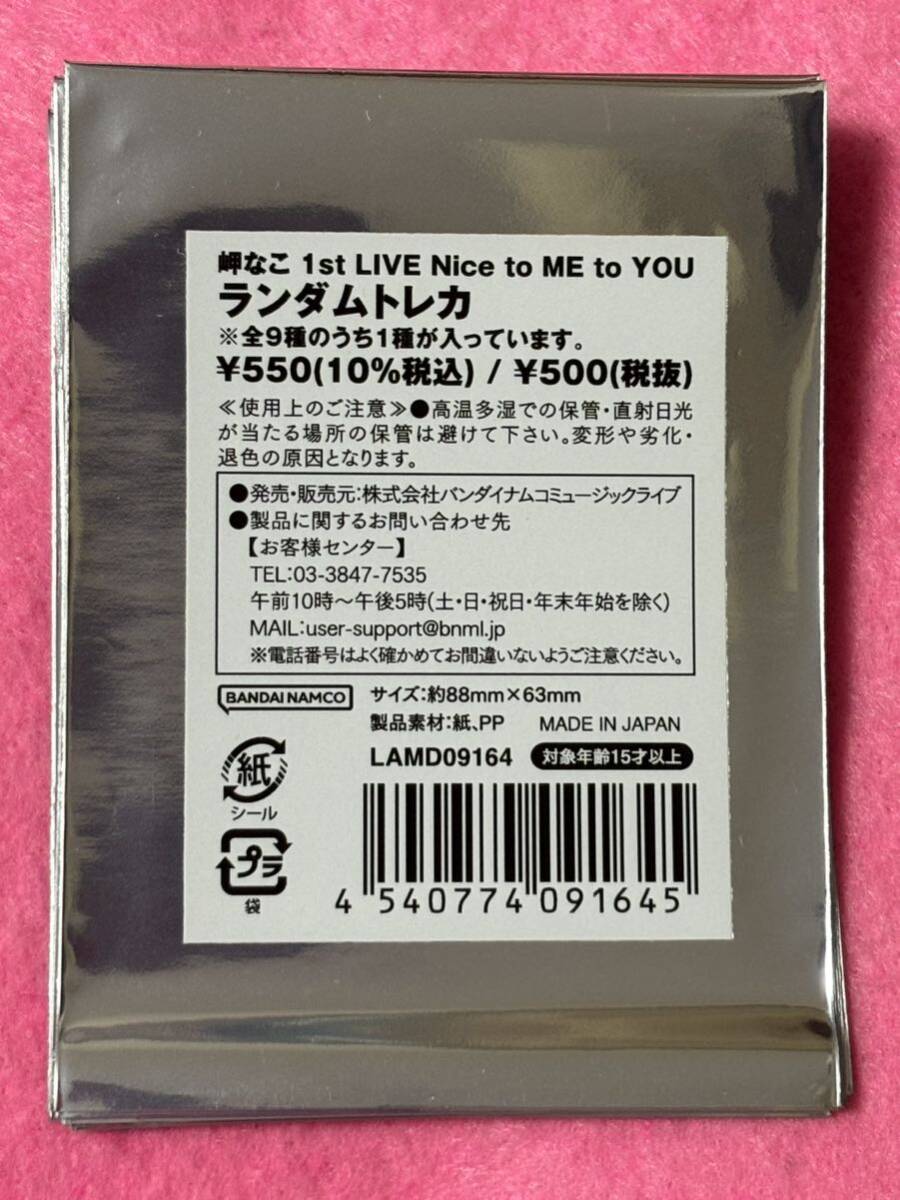 岬なこ 1st LIVE Nice to ME to YOU
ランダムトレカ
※全9種のうち1種が入っています。
¥550(10%税込) / ¥500(税抜)
≪使用上のご注意≫●高温多湿での保管・直射日光
が当たる場所の保管は避けて下さい。変形や劣化・
退色の原因となります。
●発売・販売元:株式会社バンダイナムコミュージックライブ
●製品に関するお問い合わせ先
【お客様センター】
TEL:03-3847-7535
午前10時〜午後5時(土・日・祝日・年末年始を除く)
MAIL:user-support@bnml.jp
※電話番号はよく確かめてお間違いないようご注意ください。
BANDAI NAMCO
サイズ:約88mm×63mm
製品素材:紙、PP MADE IN JAPAN
LAMD09164 対象年齢15才以上
紙
シール
プラ
袋
4 540774 091645